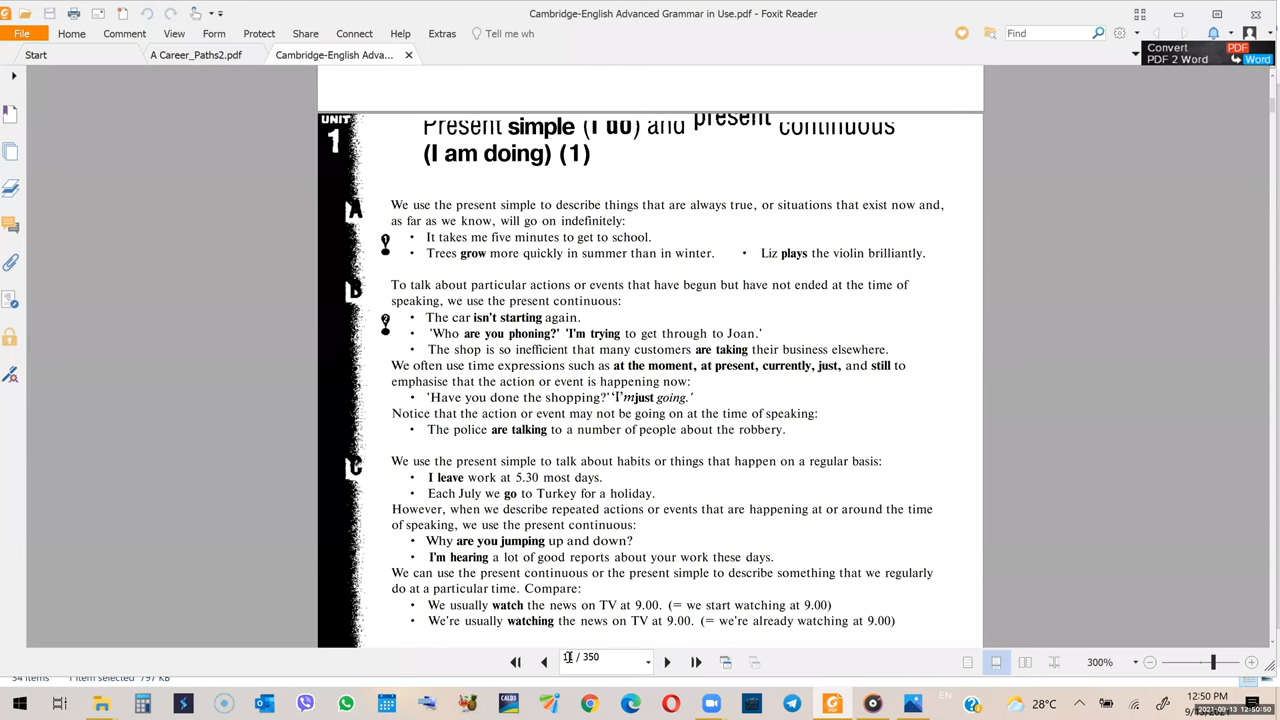 Cambridge-English Advanced Grammar in Use.pdf - Foxit Reader
File Home Comment View Form Protect Share Connect Help Extras Tell me wh Find
Start A Career_Paths2.pdf Cambridge-English Adva...
Convert PDF
PDF 2 Word Word
UNIT
1
Present simple (I do) and present continuous
(I am doing) (1)
A
We use the present simple to describe things that are always true, or situations that exist now and,
as far as we know, will go on indefinitely:
• It takes me five minutes to get to school.
• Trees grow more quickly in summer than in winter. • Liz plays the violin brilliantly.
B
To talk about particular actions or events that have begun but have not ended at the time of
speaking, we use the present continuous:
• The car isn't starting again.
• 'Who are you phoning?' 'I'm trying to get through to Joan.'
• The shop is so inefficient that many customers are taking their business elsewhere.
We often use time expressions such as at the moment, at present, currently, just, and still to
emphasise that the action or event is happening now:
• 'Have you done the shopping?' 'I'm just going.'
Notice that the action or event may not be going on at the time of speaking:
• The police are talking to a number of people about the robbery.
C
We use the present simple to talk about habits or things that happen on a regular basis:
• I leave work at 5.30 most days.
• Each July we go to Turkey for a holiday.
However, when we describe repeated actions or events that are happening at or around the time
of speaking, we use the present continuous:
• Why are you jumping up and down?
• I'm hearing a lot of good reports about your work these days.
We can use the present continuous or the present simple to describe something that we regularly
do at a particular time. Compare:
• We usually watch the news on TV at 9.00. (= we start watching at 9.00)
• We're usually watching the news on TV at 9.00. (= we're already watching at 9.00)
/ 350
300%
34 items 1 item selected 797 KB
EN
28°C
12:50 PM
2021-09-13 12:50:50